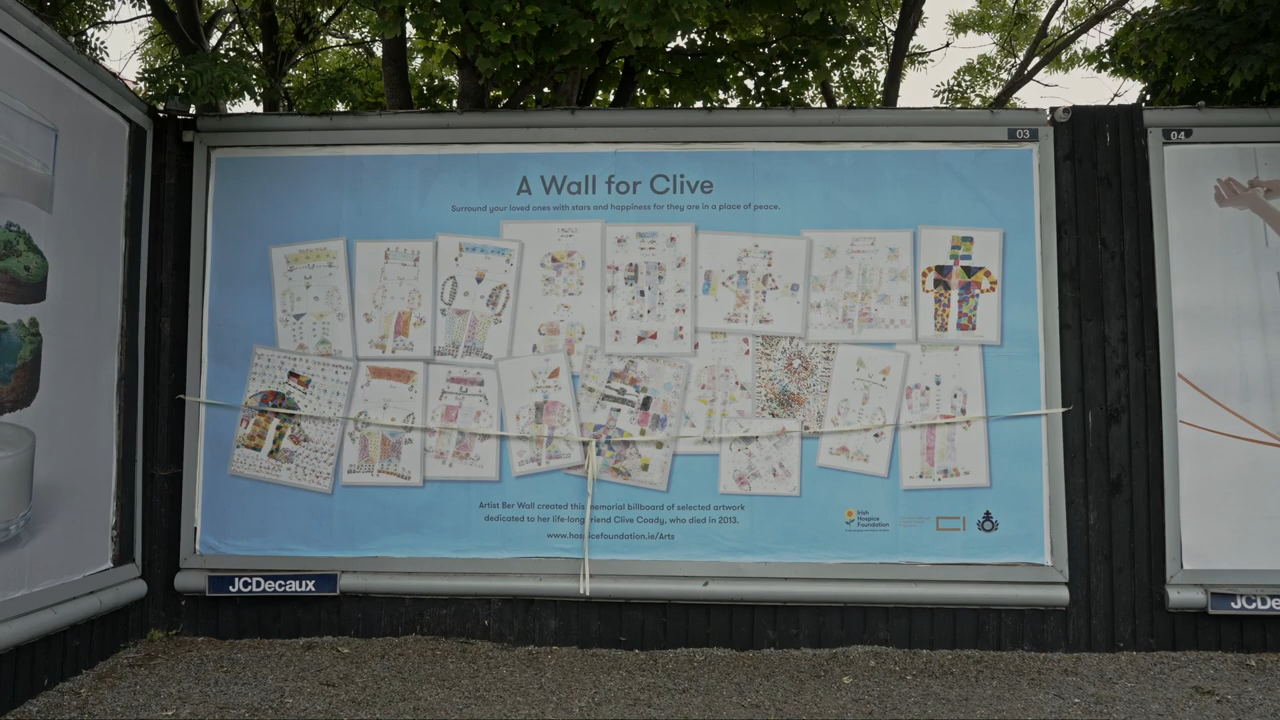 03
04
A Wall for Clive
Surround your loved ones with stars and happiness for they are in a place of peace.
Artist Ber Wall created this memorial billboard of selected artwork
dedicated to her life-long friend Clive Coady, who died in 2013.
www.hospicefoundation.ie/Arts
Irish
Hospice
Foundation
JCDecaux
JCDe